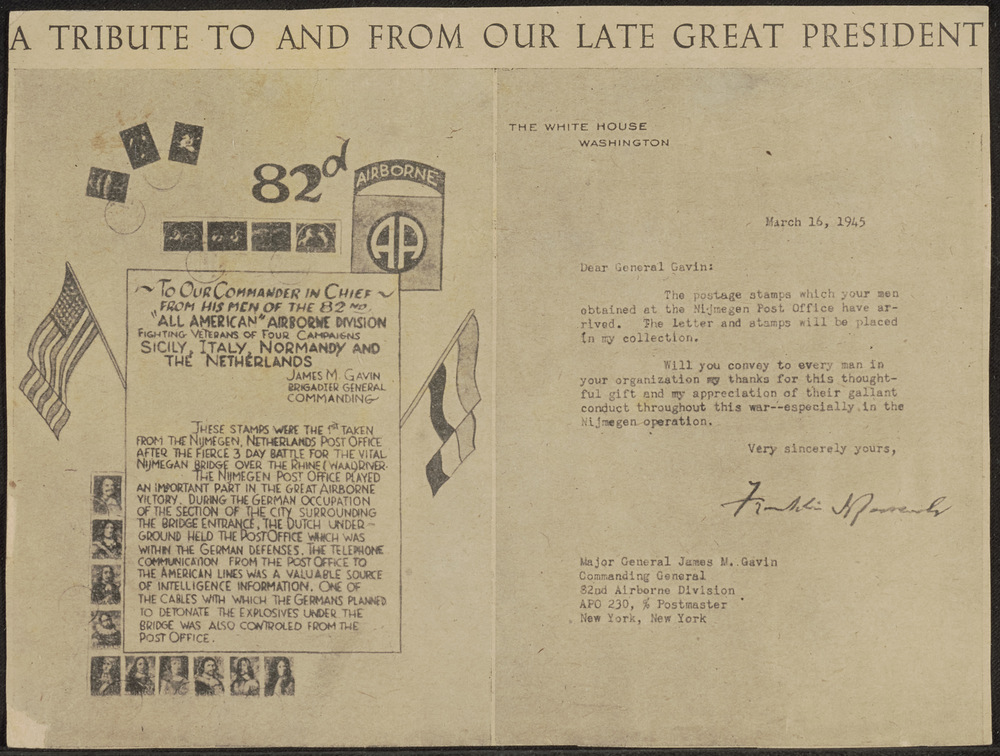 A TRIBUTE TO AND FROM OUR LATE GREAT PRESIDENT
82d
AIRBORNE
AA
~ TO OUR COMMANDER IN CHIEF ~
FROM HIS MEN OF THE 82ND
"ALL AMERICAN" AIRBORNE DIVISION
FIGHTING VETERANS OF FOUR CAMPAIGNS
SICILY, ITALY, NORMANDY AND
THE NETHERLANDS
JAMES M. GAVIN
BRIGADIER GENERAL
COMMANDING
THESE STAMPS WERE THE 1ST TAKEN
FROM THE NIJMEGEN, NETHERLANDS POST OFFICE
AFTER THE FIERCE 3 DAY BATTLE FOR THE VITAL
NIJMEGAN BRIDGE OVER THE RHINE (WAAL) RIVER.
THE NIJMEGEN POST OFFICE PLAYED
AN IMPORTANT PART IN THE GREAT AIRBORNE
VICTORY. DURING THE GERMAN OCCUPATION
OF THE SECTION OF THE CITY SURROUNDING
THE BRIDGE ENTRANCE, THE DUTCH UNDER-
GROUND HELD THE POST OFFICE WHICH WAS
WITHIN THE GERMAN DEFENSES. THE TELEPHONE
COMMUNICATION FROM THE POST OFFICE TO
THE AMERICAN LINES WAS A VALUABLE SOURCE
OF INTELLIGENCE INFORMATION. ONE OF
THE CABLES WITH WHICH THE GERMANS PLANNED
TO DETONATE THE EXPLOSIVES UNDER THE
BRIDGE WAS ALSO CONTROLED FROM THE
POST OFFICE.
THE WHITE HOUSE
WASHINGTON
March 16, 1945
Dear General Gavin:
The postage stamps which your men
obtained at the Nijmegen Post Office have ar-
rived. The Letter and stamps will be placed
in my collection.
Will you convey to every man in
your organization my thanks for this thought-
ful gift and my appreciation of their gallant
conduct throughout this war--especially in the
Nijmegen operation.
Very sincerely yours,
Franklin D Roosevelt
Major General James M. Gavin
Commanding General
82nd Airborne Division
APO 230, % Postmaster
New York, New York